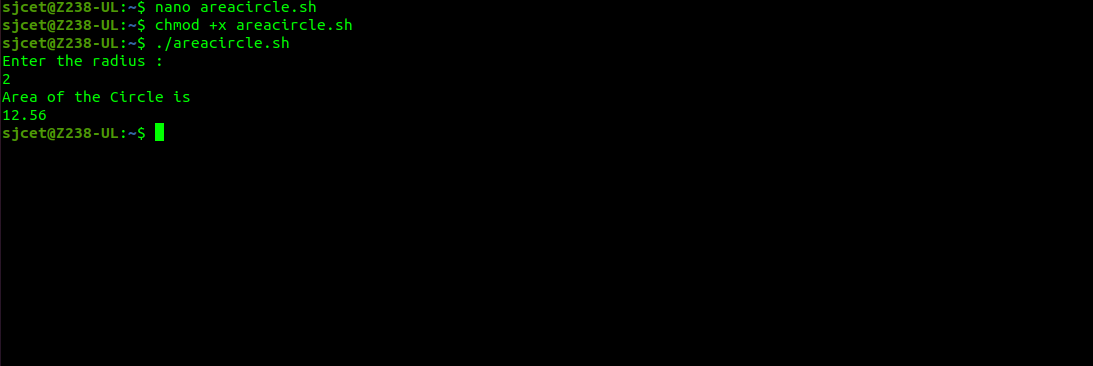 sjcet@Z238-UL:~$ nano areacircle.sh
sjcet@Z238-UL:~$ chmod +x areacircle.sh
sjcet@Z238-UL:~$ ./areacircle.sh
Enter the radius :
2
Area of the Circle is
12.56
sjcet@Z238-UL:~$